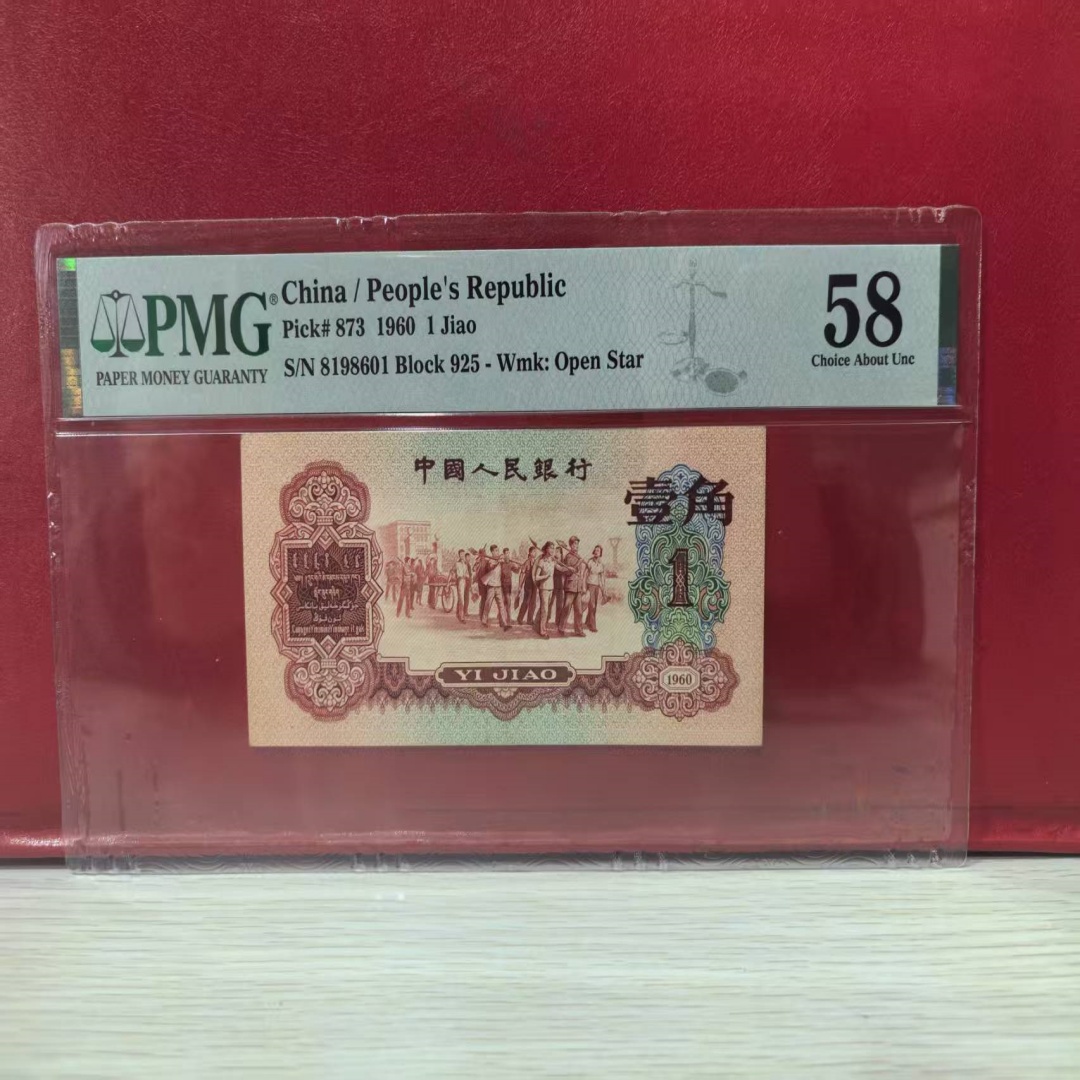 PMG®
PAPER MONEY GUARANTY
China / People's Republic
Pick# 873 1960 1 Jiao
S/N 8198601 Block 925 - Wmk: Open Star
58
Choice About Unc
中國人民銀行
壹角
1
YI JIAO
1960